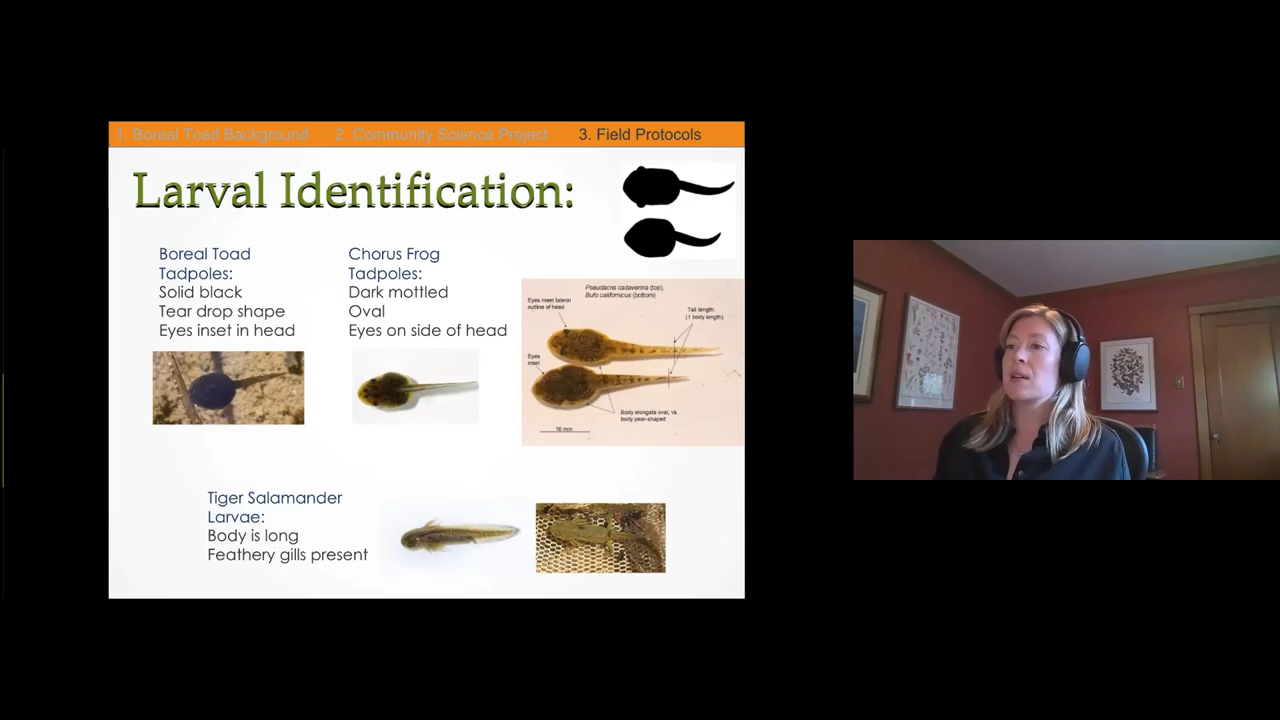 1. Boreal Toad Background 2. Community Science Project 3. Field Protocols
Larval Identification:
Boreal Toad
Tadpoles:
Solid black
Tear drop shape
Eyes inset in head
Chorus Frog
Tadpoles:
Dark mottled
Oval
Eyes on side of head
Pseudacris cadaverina (top),
Bufo californicus (bottom)
Eyes meet lateral
outline of head
Tail length:
(1 body length)
Eyes
inset
Body elongate oval, vs.
body pear-shaped
10 mm
Tiger Salamander
Larvae:
Body is long
Feathery gills present